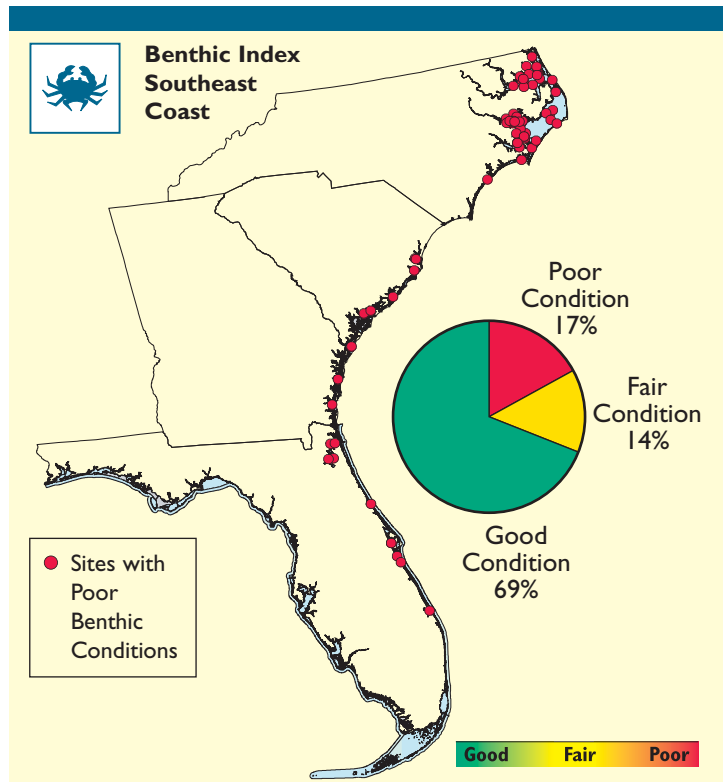 Benthic Index
Southeast
Coast
Poor
Condition
17%
Fair
Condition
14%
Good
Condition
69%
Sites with
Poor
Benthic
Conditions
Good Fair Poor